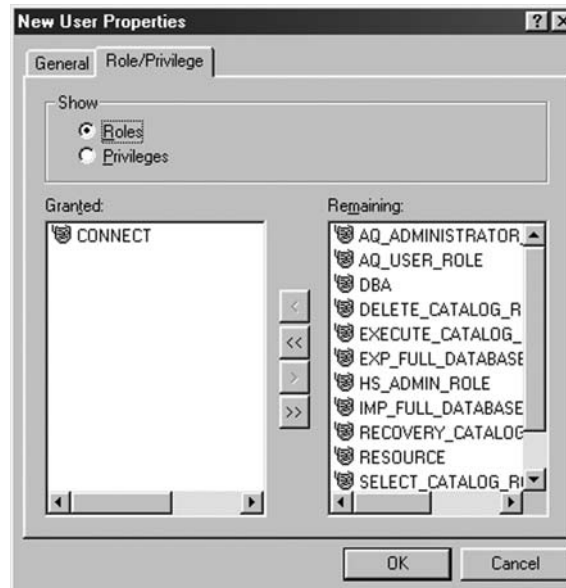 New User Properties
General Role/Privilege
Show
Roles
Privileges
Granted:
CONNECT
Remaining:
AQ_ADMINISTRATOR_
AQ_USER_ROLE
DBA
DELETE_CATALOG_R
EXECUTE_CATALOG_
EXP_FULL_DATABASE
HS_ADMIN_ROLE
IMP_FULL_DATABASE
RECOVERY_CATALOG
RESOURCE
SELECT_CATALOG_R
<
<<
>
>>
OK Cancel